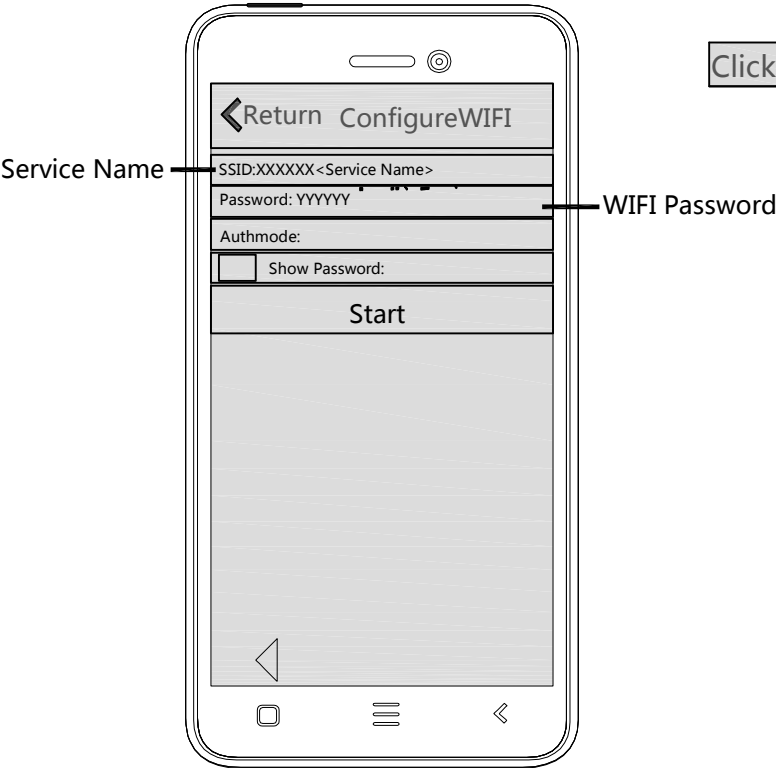 Click
Return ConfigureWIFI
Service Name
SSID:XXXXXX<Service Name>
Password: YYYYYY
WIFI Password
Authmode:
Show Password:
Start